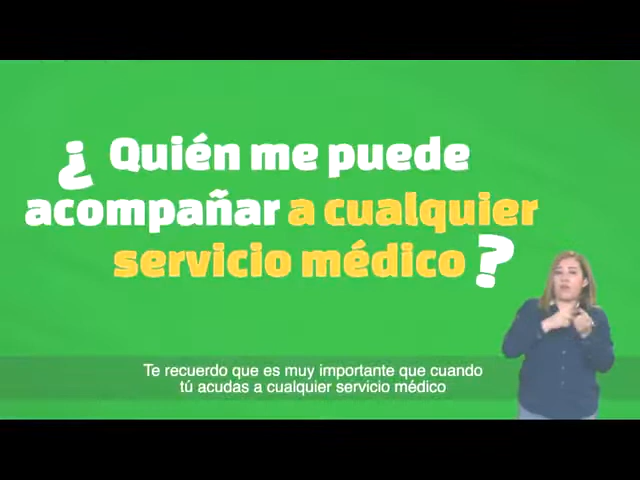 ¿Quién me puede
acompañar a cualquier
servicio médico?
Te recuerdo que es muy importante que cuando
tú acudas a cualquier servicio médico